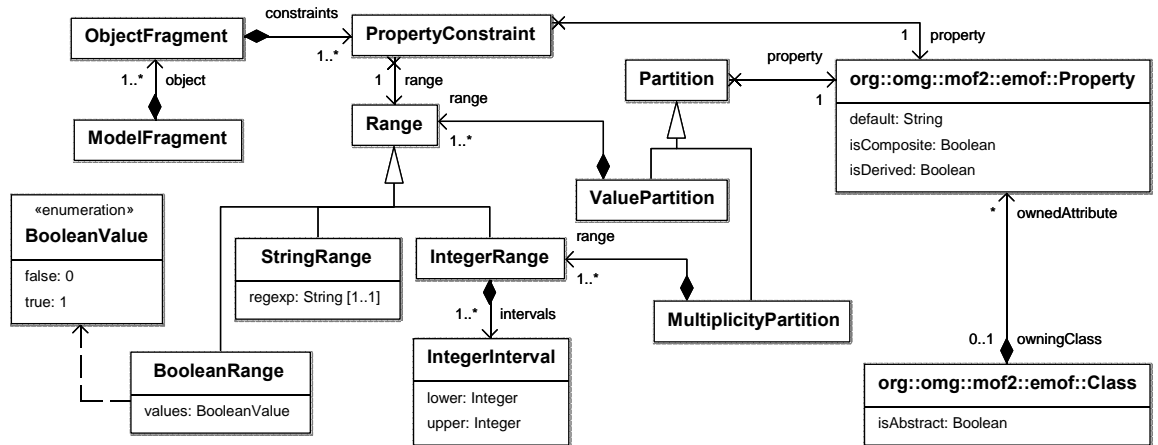 constraints
ObjectFragment
PropertyConstraint
1..*
1
property
1..*
object
1
range
property
Partition
org::omg::mof2::emof::Property
1
default: String
isComposite: Boolean
isDerived: Boolean
ModelFragment
Range
range
1..*
ValuePartition
«enumeration»
BooleanValue
false: 0
true: 1
StringRange
regexp: String [1..1]
IntegerRange
range
1..*
*
ownedAttribute
1..*
intervals
MultiplicityPartition
IntegerInterval
lower: Integer
upper: Integer
BooleanRange
values: BooleanValue
0..1
owningClass
org::omg::mof2::emof::Class
isAbstract: Boolean